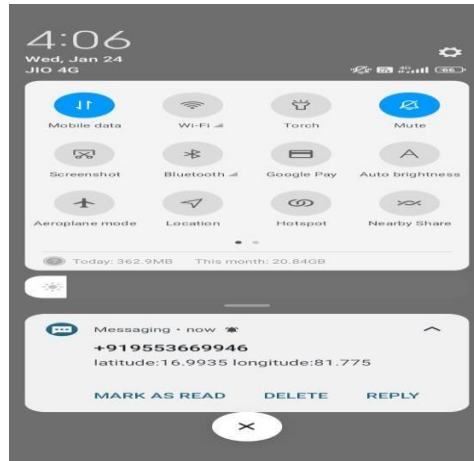 4:06
Wed, Jan 24
JIO 4G
4G
66
Mobile data
Wi-Fi
Torch
Mute
Screenshot
Bluetooth
Google Pay
Auto brightness
Aeroplane mode
Location
Hotspot
Nearby Share
Today: 362.9MB This month: 20.84GB
Messaging • now
+919553669946
latitude:16.9935 longitude:81.775
MARK AS READ DELETE REPLY